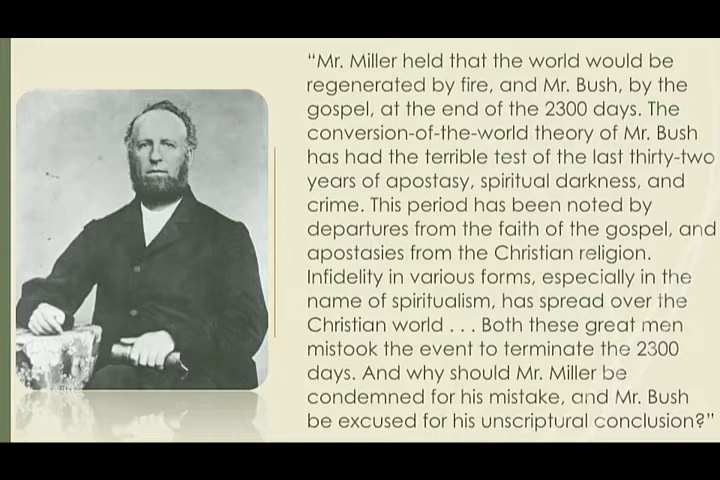 “Mr. Miller held that the world would be
regenerated by fire, and Mr. Bush, by the
gospel, at the end of the 2300 days. The
conversion-of-the-world theory of Mr. Bush
has had the terrible test of the last thirty-two
years of apostasy, spiritual darkness, and
crime. This period has been noted by
departures from the faith of the gospel, and
apostasies from the Christian religion.
Infidelity in various forms, especially in the
name of spiritualism, has spread over the
Christian world . . . Both these great men
mistook the event to terminate the 2300
days. And why should Mr. Miller be
condemned for his mistake, and Mr. Bush
be excused for his unscriptural conclusion?”